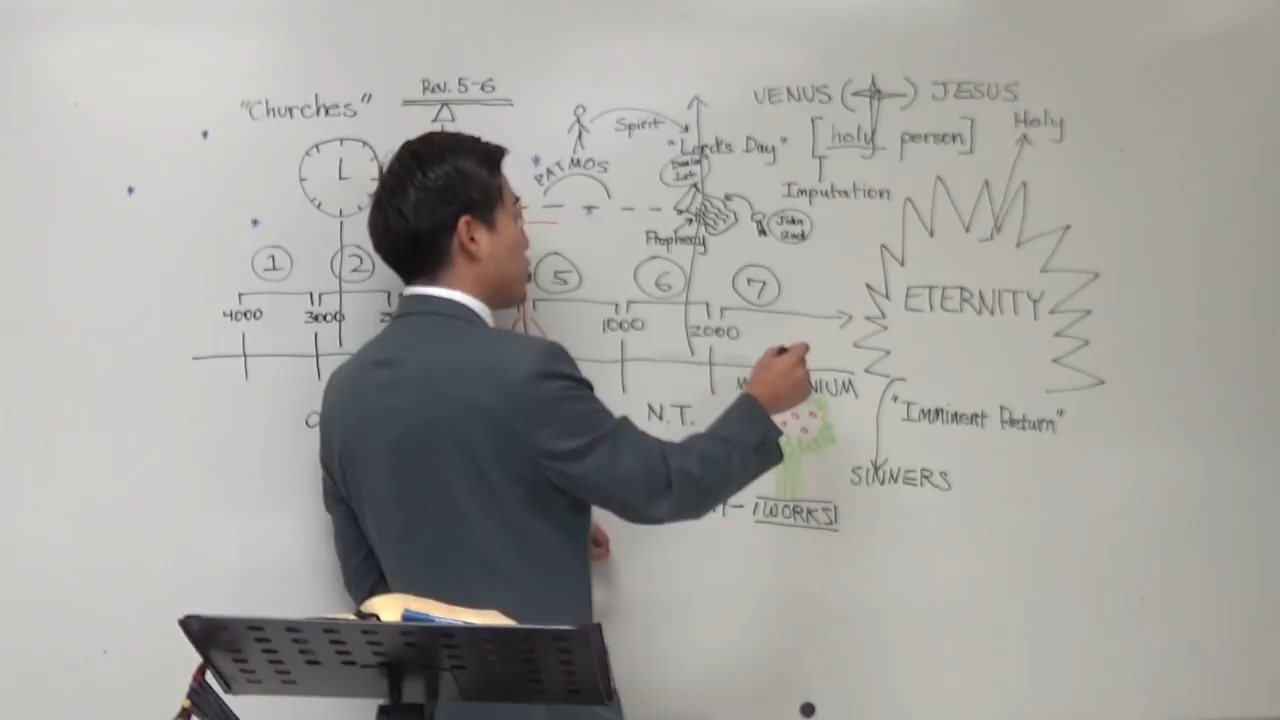 Rev. 5-6
"Churches"
VENUS ( ) JESUS
Spirit
Holy
"Lord's Day"
[holy person]
PATMOS
Imputation
John
Prophecy
1 2 5 6 7
ETERNITY
4000 3000 1000 2000
N.T.
"Imminent Return"
SINNERS
WORKS